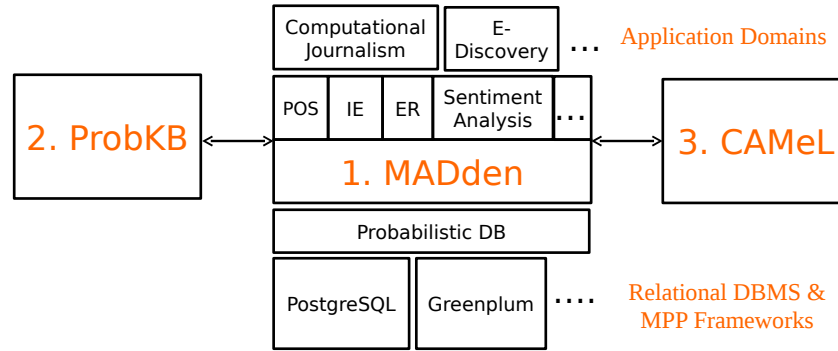 Computational
Journalism
E-
Discovery
...
Application Domains
2. ProbKB
POS
IE
ER
Sentiment
Analysis
...
1. MADden
3. CAMeL
Probabilistic DB
PostgreSQL
Greenplum
....
Relational DBMS &
MPP Frameworks